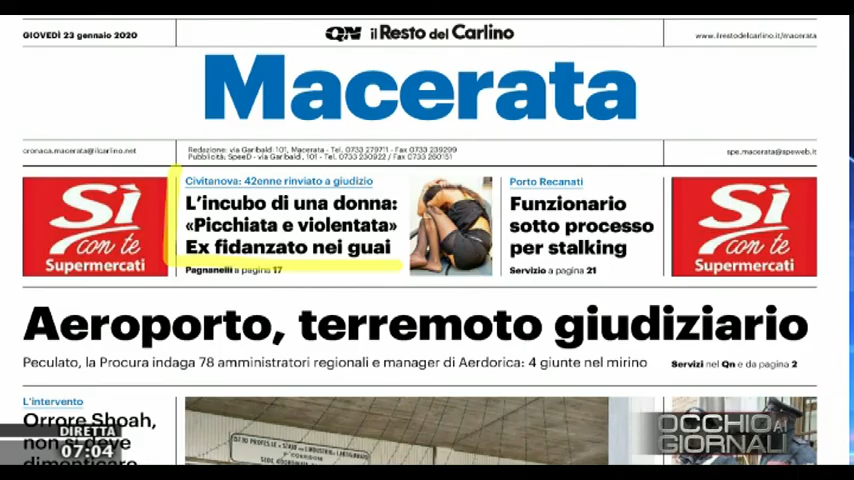 GIOVEDÌ 23 gennaio 2020
QN il Resto del Carlino
www.ilrestodelcarlino.it/macerata
Macerata
cronaca.macerata@ilcarlino.net
Redazione: via Garibaldi 101, Macerata - Tel. 0733 279711 - Fax 0733 239299
Pubblicità: SpeeD - via Garibaldi, 101 - Tel. 0733 230922 / Fax 0733 260151
spe.macerata@speweb.it
Sì
con te
Supermercati
Civitanova: 42enne rinviato a giudizio
L'incubo di una donna:
«Picchiata e violentata»
Ex fidanzato nei guai
Pagnanelli a pagina 17
Porto Recanati
Funzionario
sotto processo
per stalking
Servizio a pagina 21
Sì
con te
Supermercati
Aeroporto, terremoto giudiziario
Peculato, la Procura indaga 78 amministratori regionali e manager di Aerdorica: 4 giunte nel mirino
Servizi nel Qn e da pagina 2
L'intervento
Orrore Shoah,
non si deve
dimenticare
DIRETTA
07:04
OCCHIO AI
GIORNALI